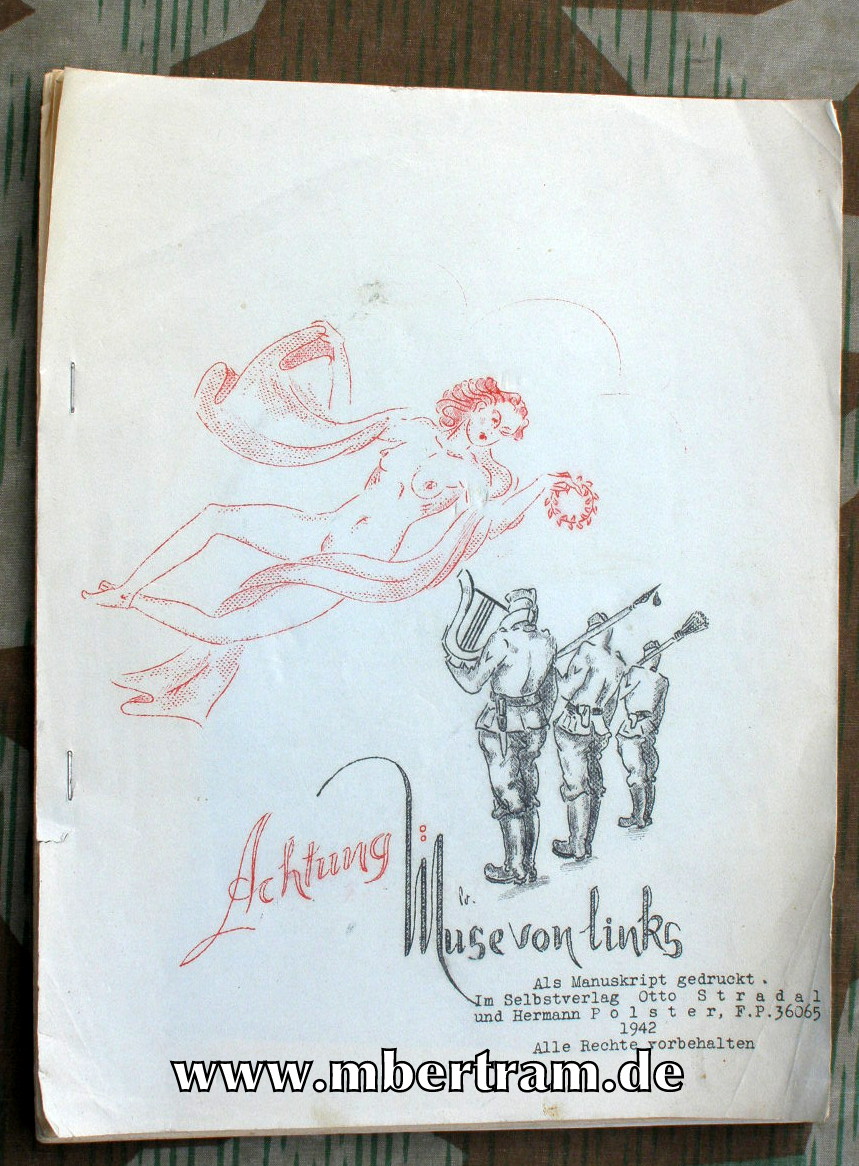 Achtung:
Muse von links
Als Manuskript gedruckt.
Im Selbstverlag Otto S t r a d a l
und Hermann P o l s t e r, F.P.36065
1942
Alle Rechte vorbehalten
www.mbertram.de